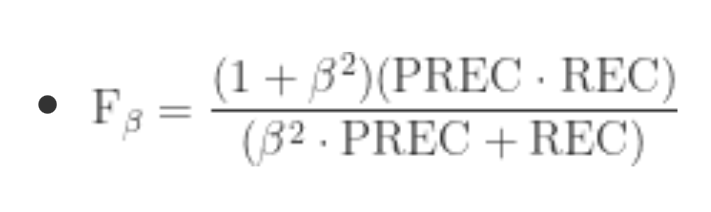 • F_β = (1 + β²)(PREC · REC) / (β² · PREC + REC)